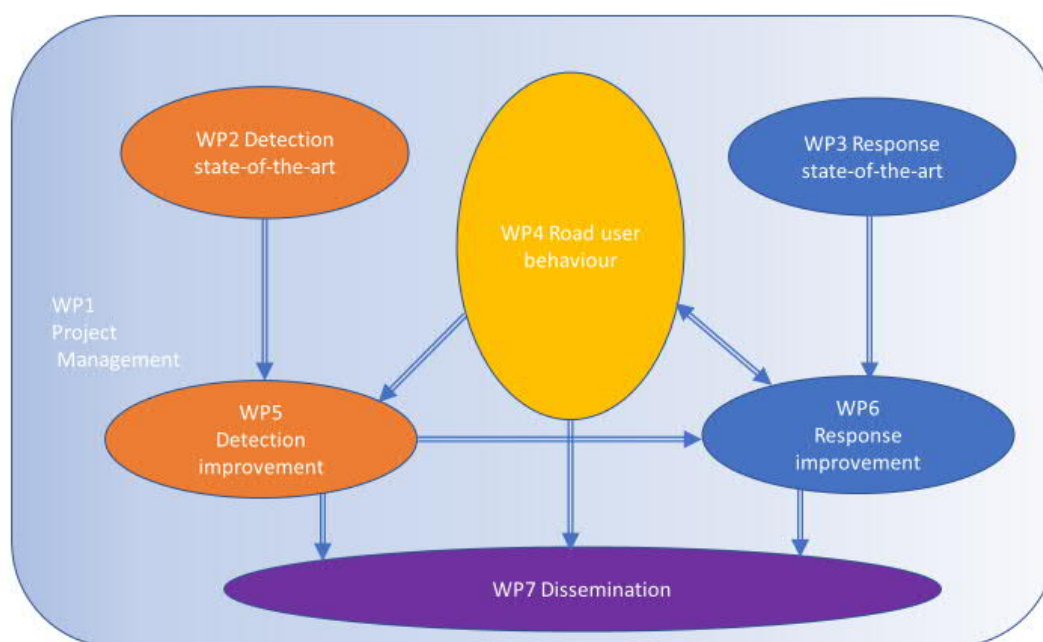 WP2 Detection
state-of-the-art
WP3 Response
state-of-the-art
WP4 Road user
behaviour
WP1
Project
Management
WP5
Detection
improvement
WP6
Response
improvement
WP7 Dissemination